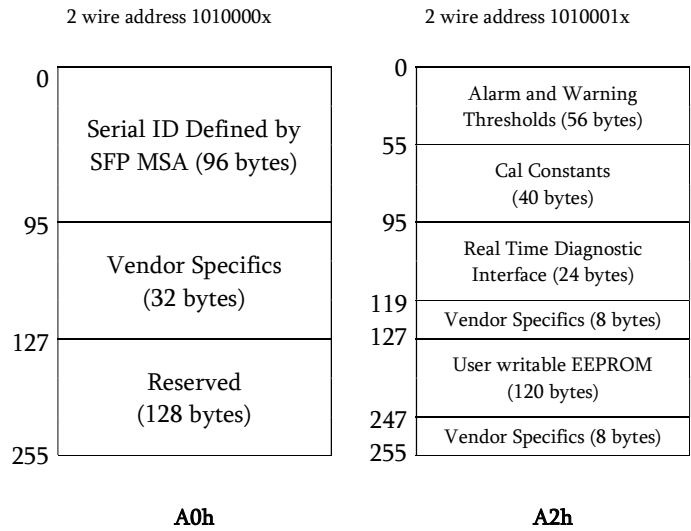 2 wire address 1010000x
0
Serial ID Defined by
SFP MSA (96 bytes)
95
Vendor Specifics
(32 bytes)
127
Reserved
(128 bytes)
255
A0h
2 wire address 1010001x
0
Alarm and Warning
Thresholds (56 bytes)
55
Cal Constants
(40 bytes)
95
Real Time Diagnostic
Interface (24 bytes)
119
Vendor Specifics (8 bytes)
127
User writable EEPROM
(120 bytes)
247
Vendor Specifics (8 bytes)
255
A2h